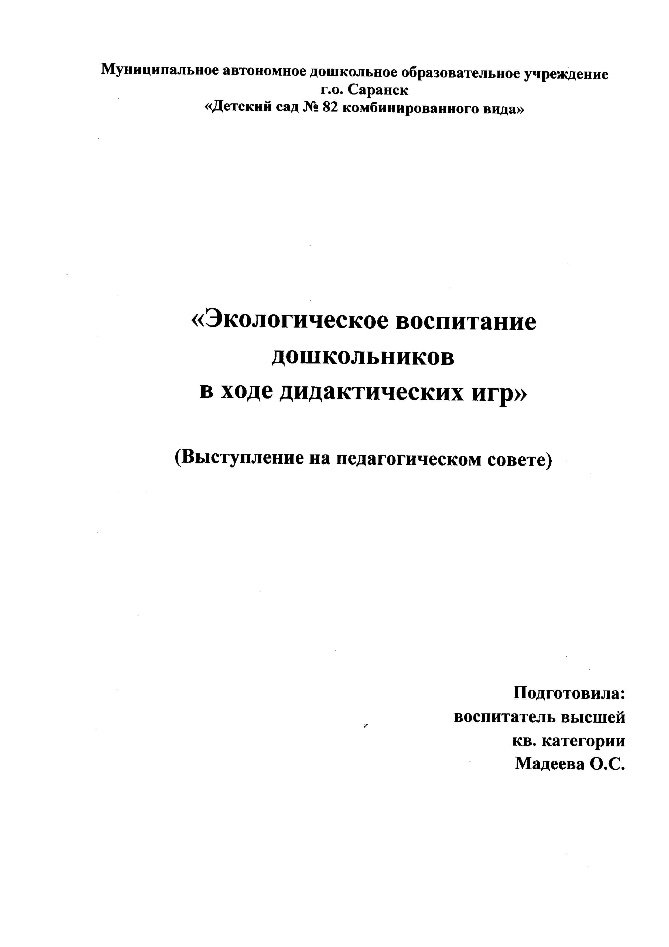 Муниципальное автономное дошкольное образовательное учреждение
г.о. Саранск
«Детский сад № 82 комбинированного вида»
«Экологическое воспитание
дошкольников
в ходе дидактических игр»
(Выступление на педагогическом совете)
Подготовила:
воспитатель высшей
кв. категории
Мадеева О.С.